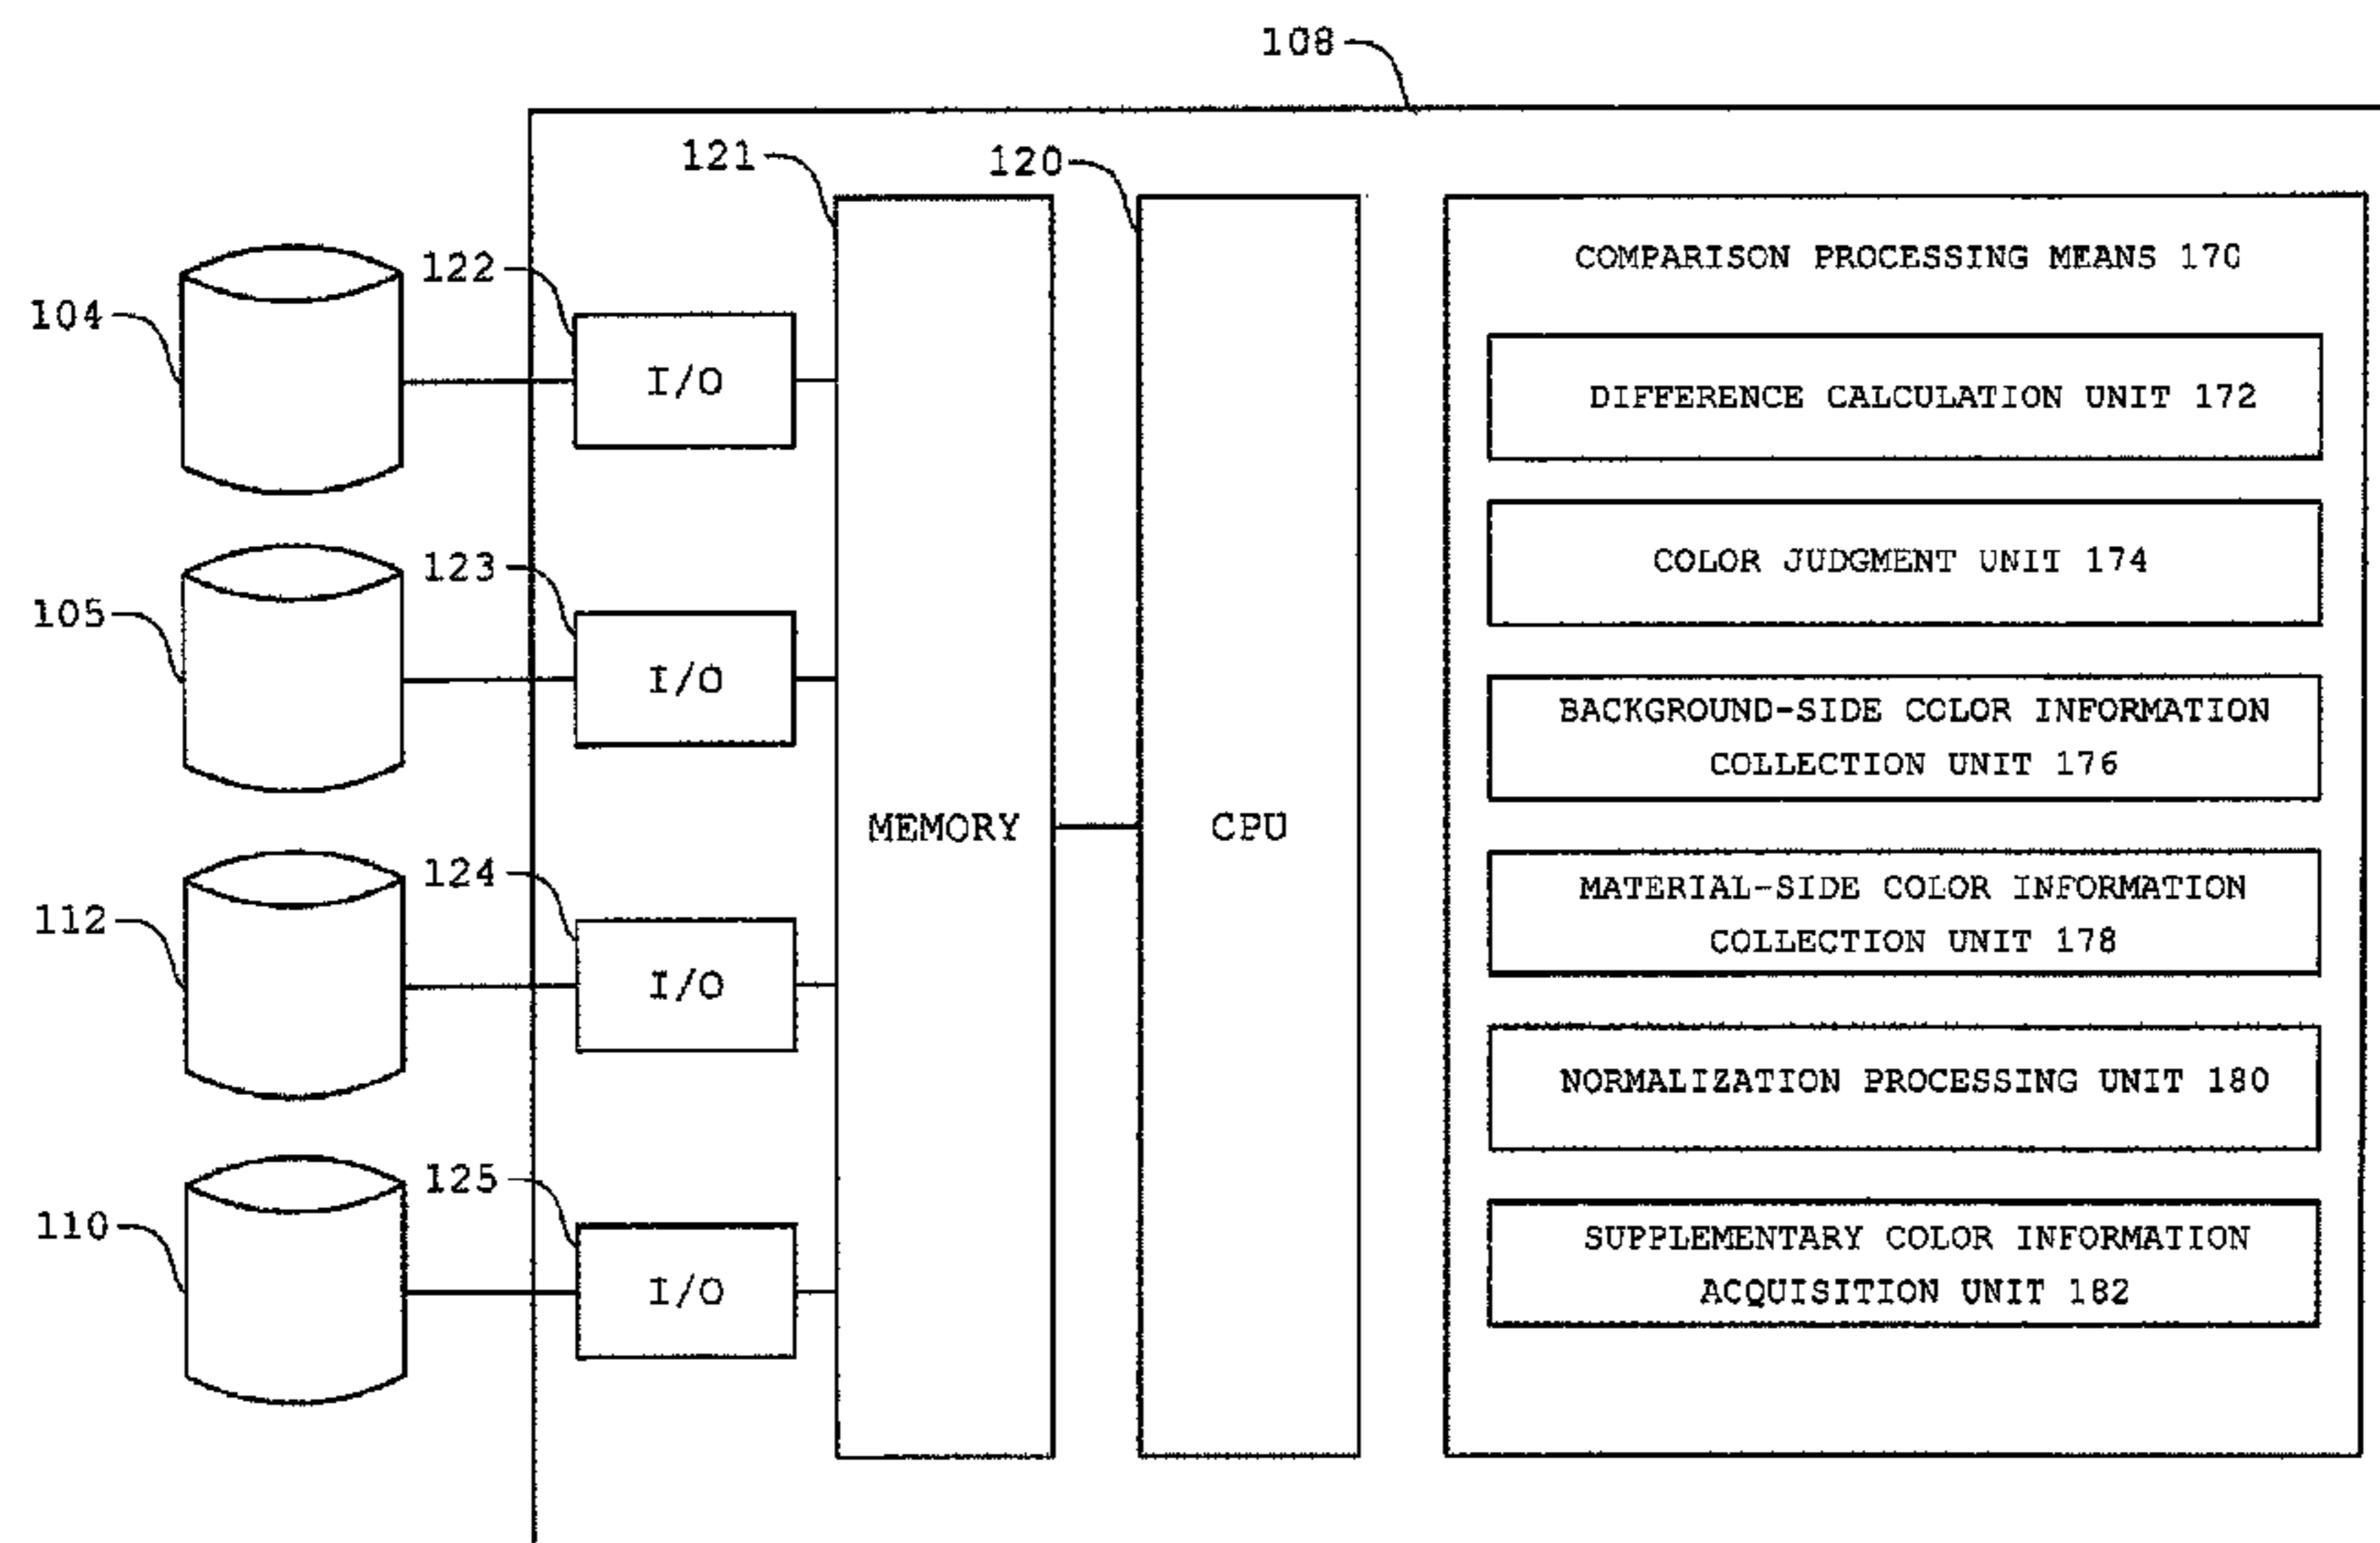 108
121
120
122
COMPARISON PROCESSING MEANS 170
104
I/O
DIFFERENCE CALCULATION UNIT 172
123
COLOR JUDGMENT UNIT 174
105
I/O
BACKGROUND-SIDE COLOR INFORMATION
COLLECTION UNIT 176
MEMORY
CPU
124
MATERIAL-SIDE COLOR INFORMATION
COLLECTION UNIT 178
112
I/O
NORMALIZATION PROCESSING UNIT 180
125
110
I/O
SUPPLEMENTARY COLOR INFORMATION
ACQUISITION UNIT 182